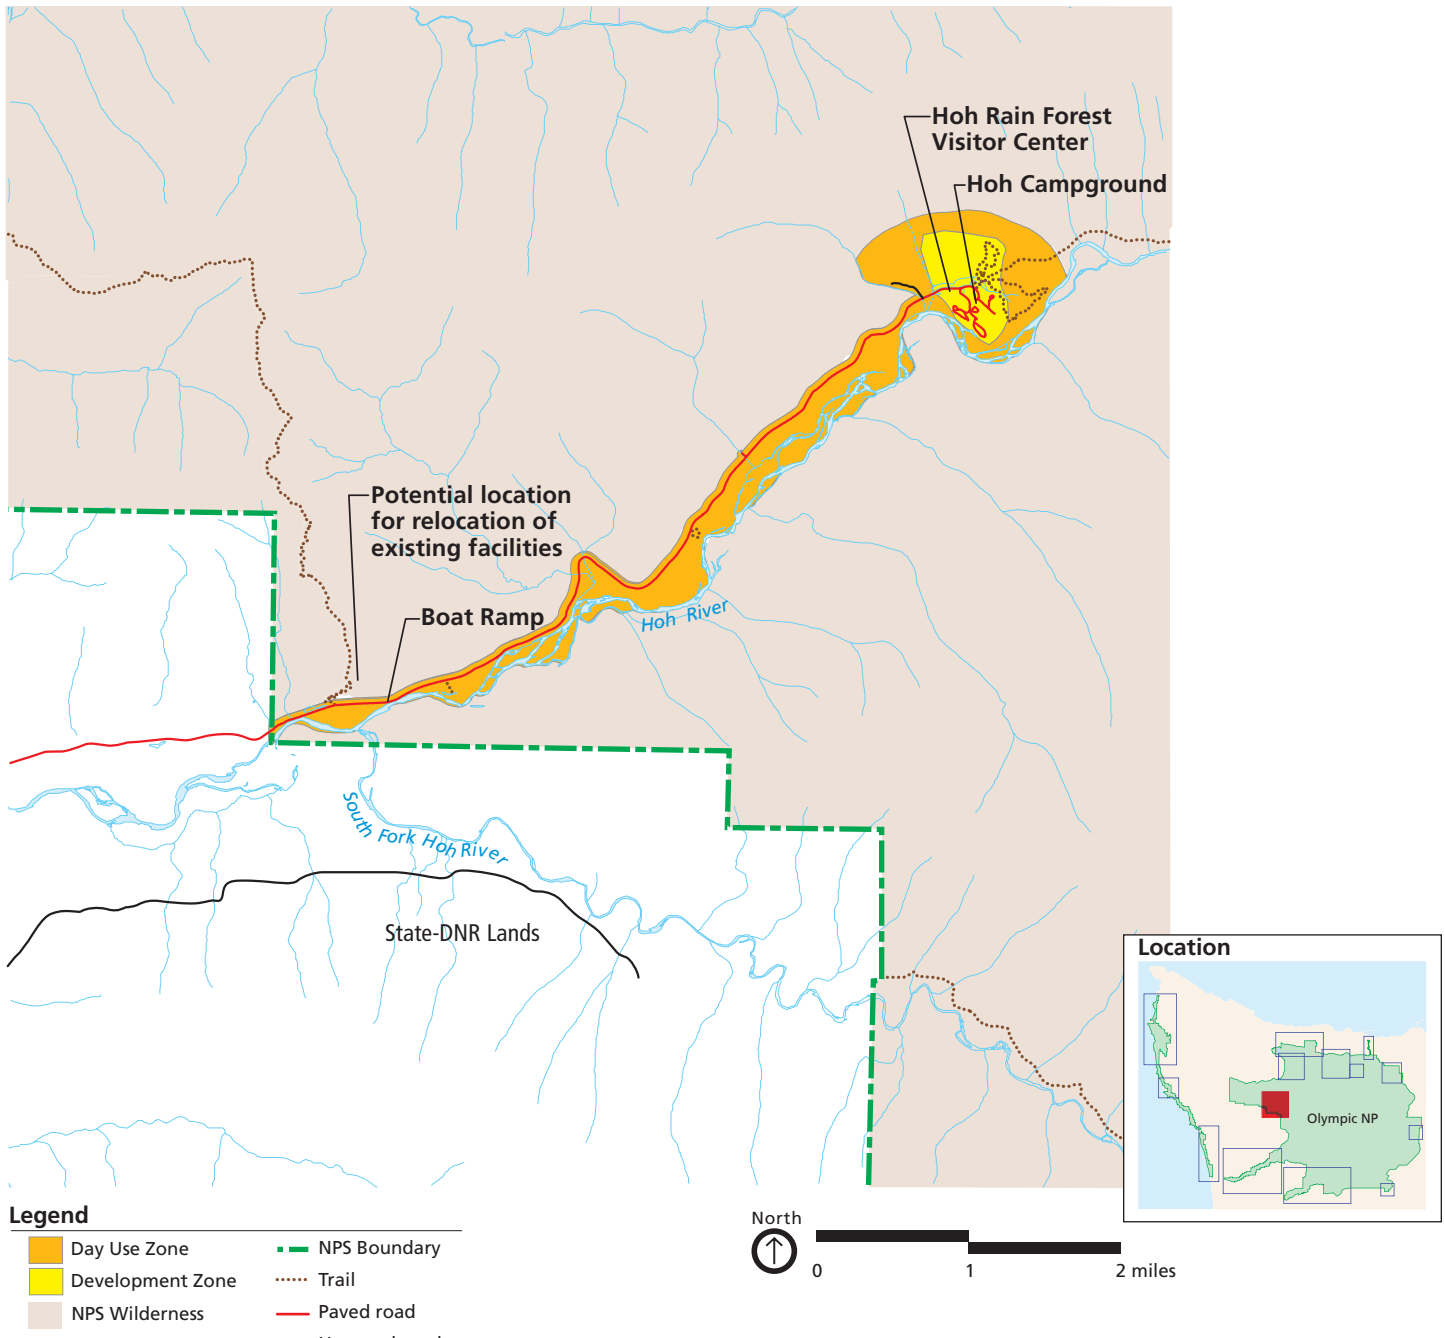 Hoh Rain Forest
Visitor Center
Hoh Campground
Potential location
for relocation of
existing facilities
Boat Ramp
Hoh River
South Fork Hoh River
State-DNR Lands
Location
Olympic NP
Legend
Day Use Zone
Development Zone
NPS Wilderness
NPS Boundary
Trail
Paved road
North
0 1 2 miles